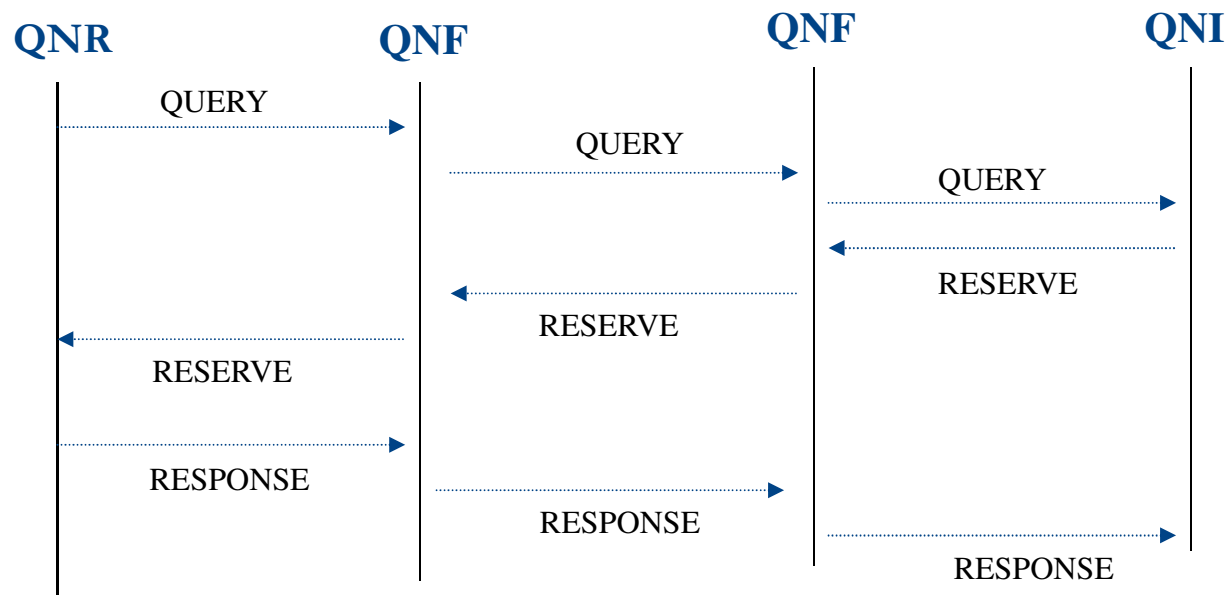 QNR
QNF
QNF
QNI
QUERY
QUERY
QUERY
RESERVE
RESERVE
RESERVE
RESPONSE
RESPONSE
RESPONSE